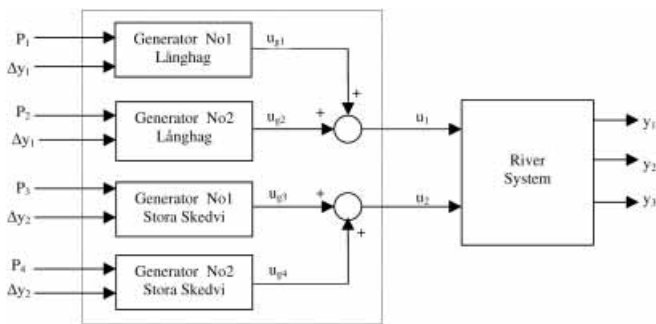 P1
Δy1
Generator No1
Långhag
ug1
+
P2
Δy1
Generator No2
Långhag
ug2
+
u1
P3
Δy2
Generator No1
Stora Skedvi
ug3
+
u2
P4
Δy2
Generator No2
Stora Skedvi
ug4
+
River
System
y1
y2
y3